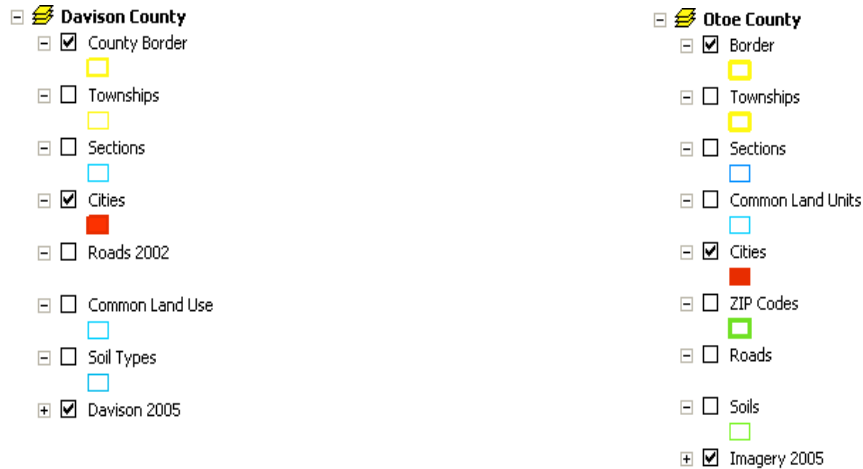 Davison County
County Border
Townships
Sections
Cities
Roads 2002
Common Land Use
Soil Types
Davison 2005
Otoe County
Border
Townships
Sections
Common Land Units
Cities
ZIP Codes
Roads
Soils
Imagery 2005